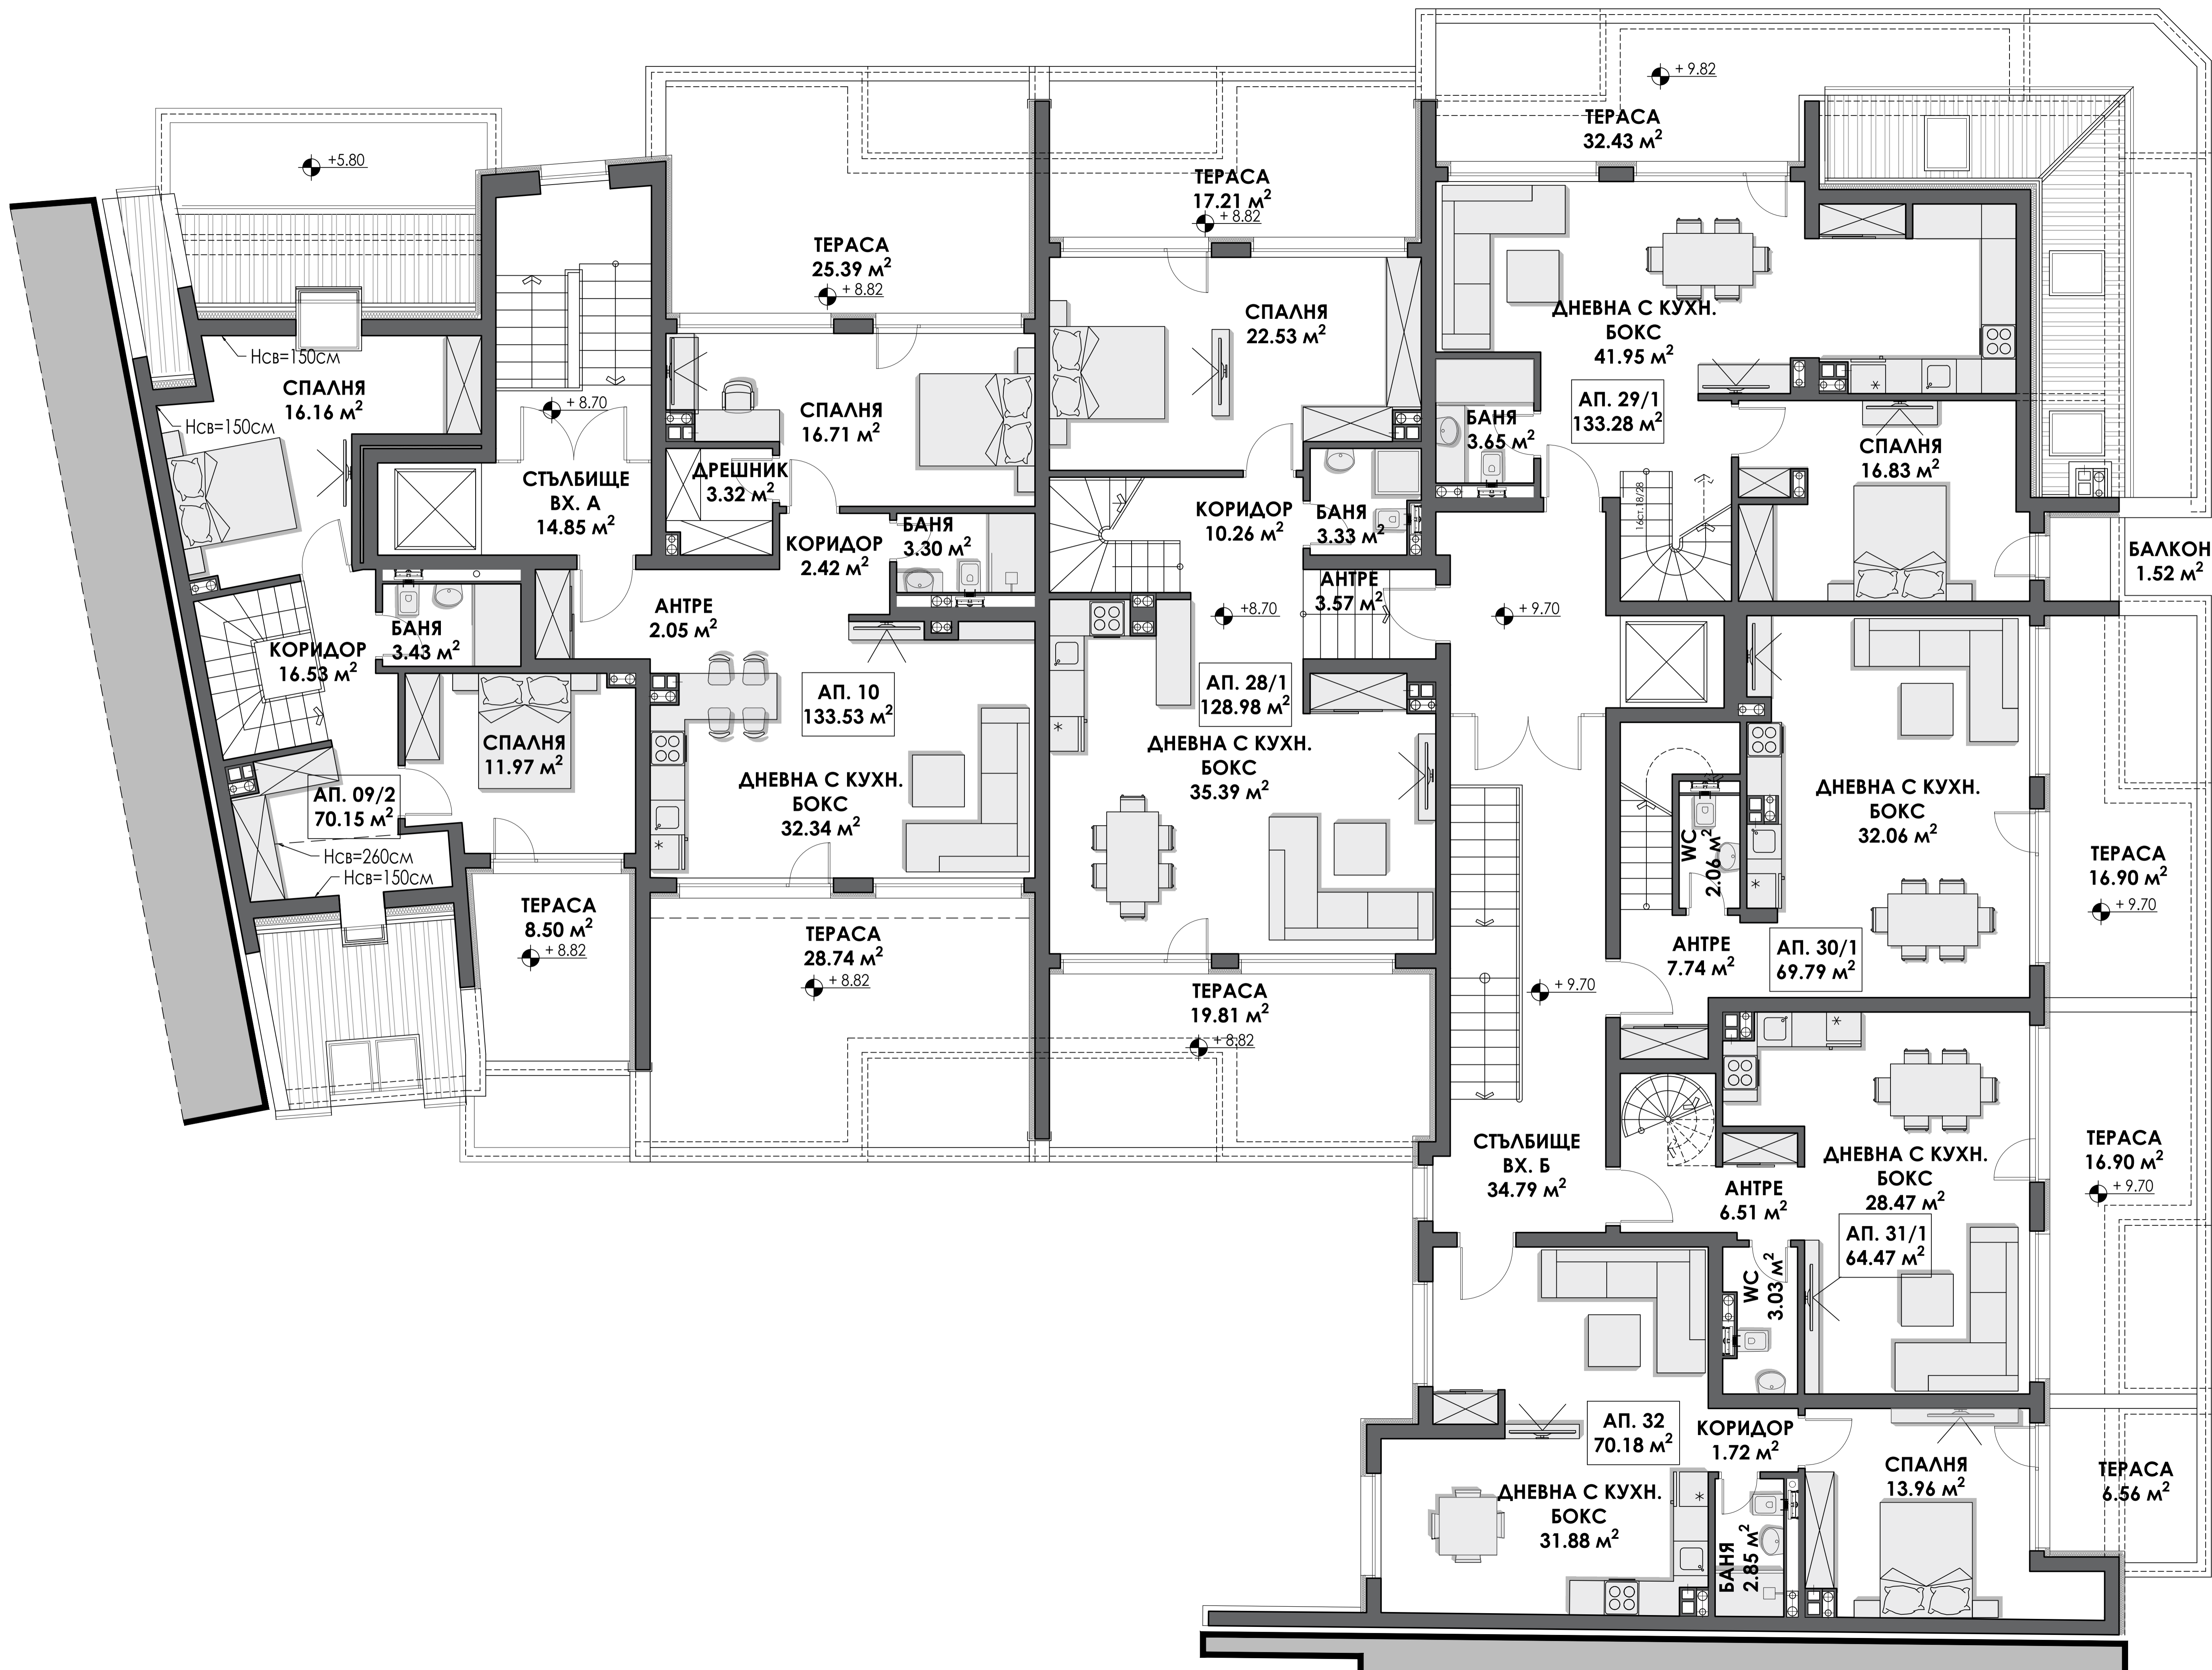 + 9.82
ТЕРАСА
32.43 м²
+5.80
ТЕРАСА
17.21 м²
+ 8.82
ТЕРАСА
25.39 м²
+ 8.82
СПАЛНЯ
22.53 м²
ДНЕВНА С КУХН.
БОКС
41.95 м²
АП. 29/1
133.28 м²
Нсв=150см
СПАЛНЯ
16.16 м²
Нсв=150см
+ 8.70
СПАЛНЯ
16.71 м²
БАНЯ
3.65 м²
СПАЛНЯ
16.83 м²
ДРЕШНИК
3.32 м²
СТЪЛБИЩЕ
ВХ. А
14.85 м²
16ст.18/28
КОРИДОР
10.26 м²
БАНЯ
3.33 м²
БАНЯ
3.30 м²
КОРИДОР
2.42 м²
БАЛКОН
1.52 м²
АНТРЕ
3.57 м²
АНТРЕ
2.05 м²
+8.70
+ 9.70
БАНЯ
3.43 м²
КОРИДОР
16.53 м²
АП. 10
133.53 м²
АП. 28/1
128.98 м²
СПАЛНЯ
11.97 м²
ДНЕВНА С КУХН.
БОКС
35.39 м²
ДНЕВНА С КУХН.
БОКС
32.34 м²
ДНЕВНА С КУХН.
БОКС
32.06 м²
АП. 09/2
70.15 м²
WC
2.06 м²
Нсв=260см
Нсв=150см
ТЕРАСА
16.90 м²
+ 9.70
ТЕРАСА
8.50 м²
+ 8.82
ТЕРАСА
28.74 м²
+ 8.82
АНТРЕ
7.74 м²
АП. 30/1
69.79 м²
+ 9.70
ТЕРАСА
19.81 м²
+ 8.82
СТЪЛБИЩЕ
ВХ. Б
34.79 м²
ДНЕВНА С КУХН.
БОКС
28.47 м²
ТЕРАСА
16.90 м²
+ 9.70
АНТРЕ
6.51 м²
АП. 31/1
64.47 м²
WC
3.03 м²
АП. 32
70.18 м²
КОРИДОР
1.72 м²
СПАЛНЯ
13.96 м²
ТЕРАСА
6.56 м²
ДНЕВНА С КУХН.
БОКС
31.88 м²
БАНЯ
2.85 м²